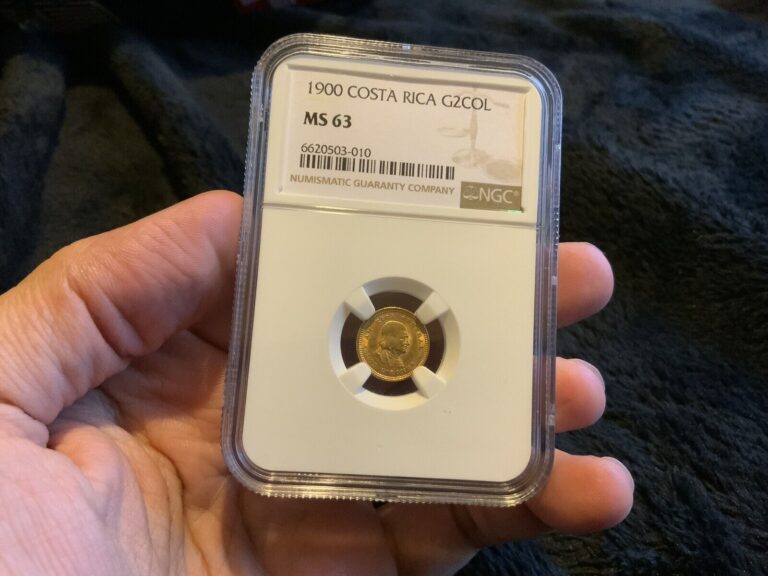 1900 COSTA RICA G2COL
MS 63
6620503-010
NUMISMATIC GUARANTY COMPANY
NGC®